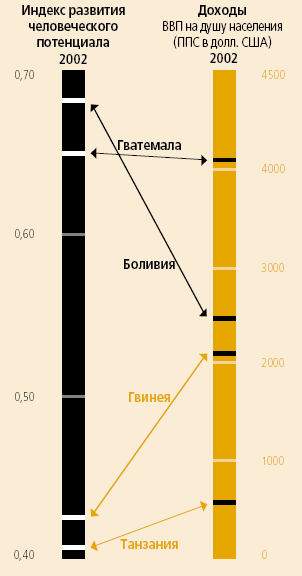 Индекс развития
человеческого
потенциала
2002
Доходы
ВВП на душу населения
(ППС в долл. США)
2002
0,70
4500
Гватемала
4000
0,60
Боливия
3000
2000
0,50
Гвинея
1000
Танзания
0,40
0